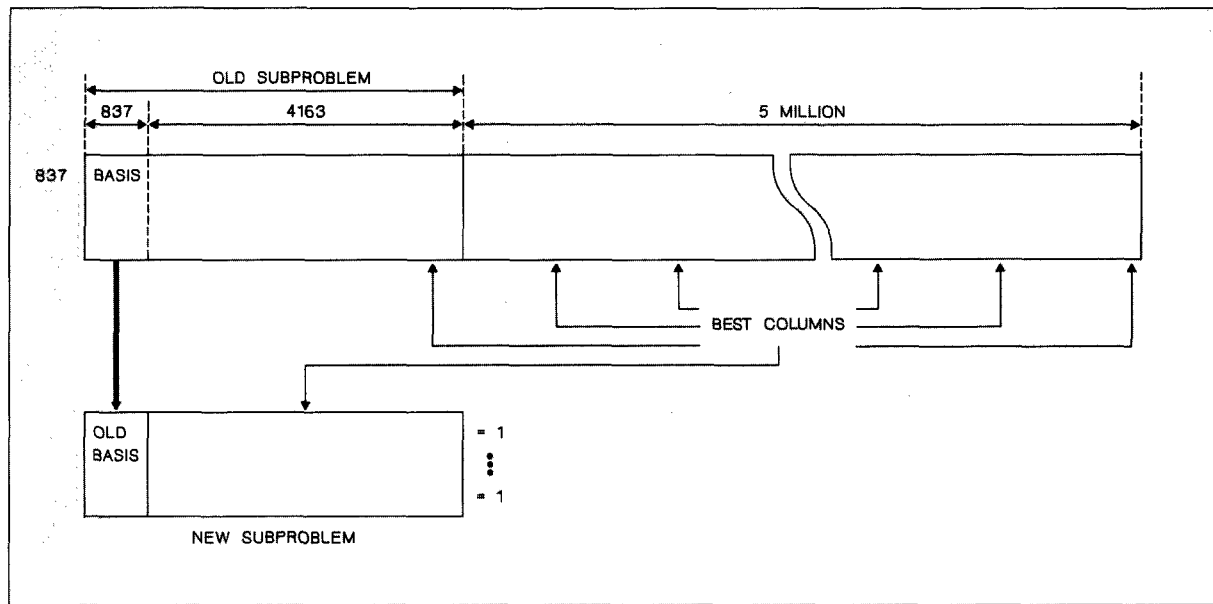 OLD SUBPROBLEM
837 4163 5 MILLION
837 BASIS
BEST COLUMNS
OLD BASIS
= 1
= 1
NEW SUBPROBLEM